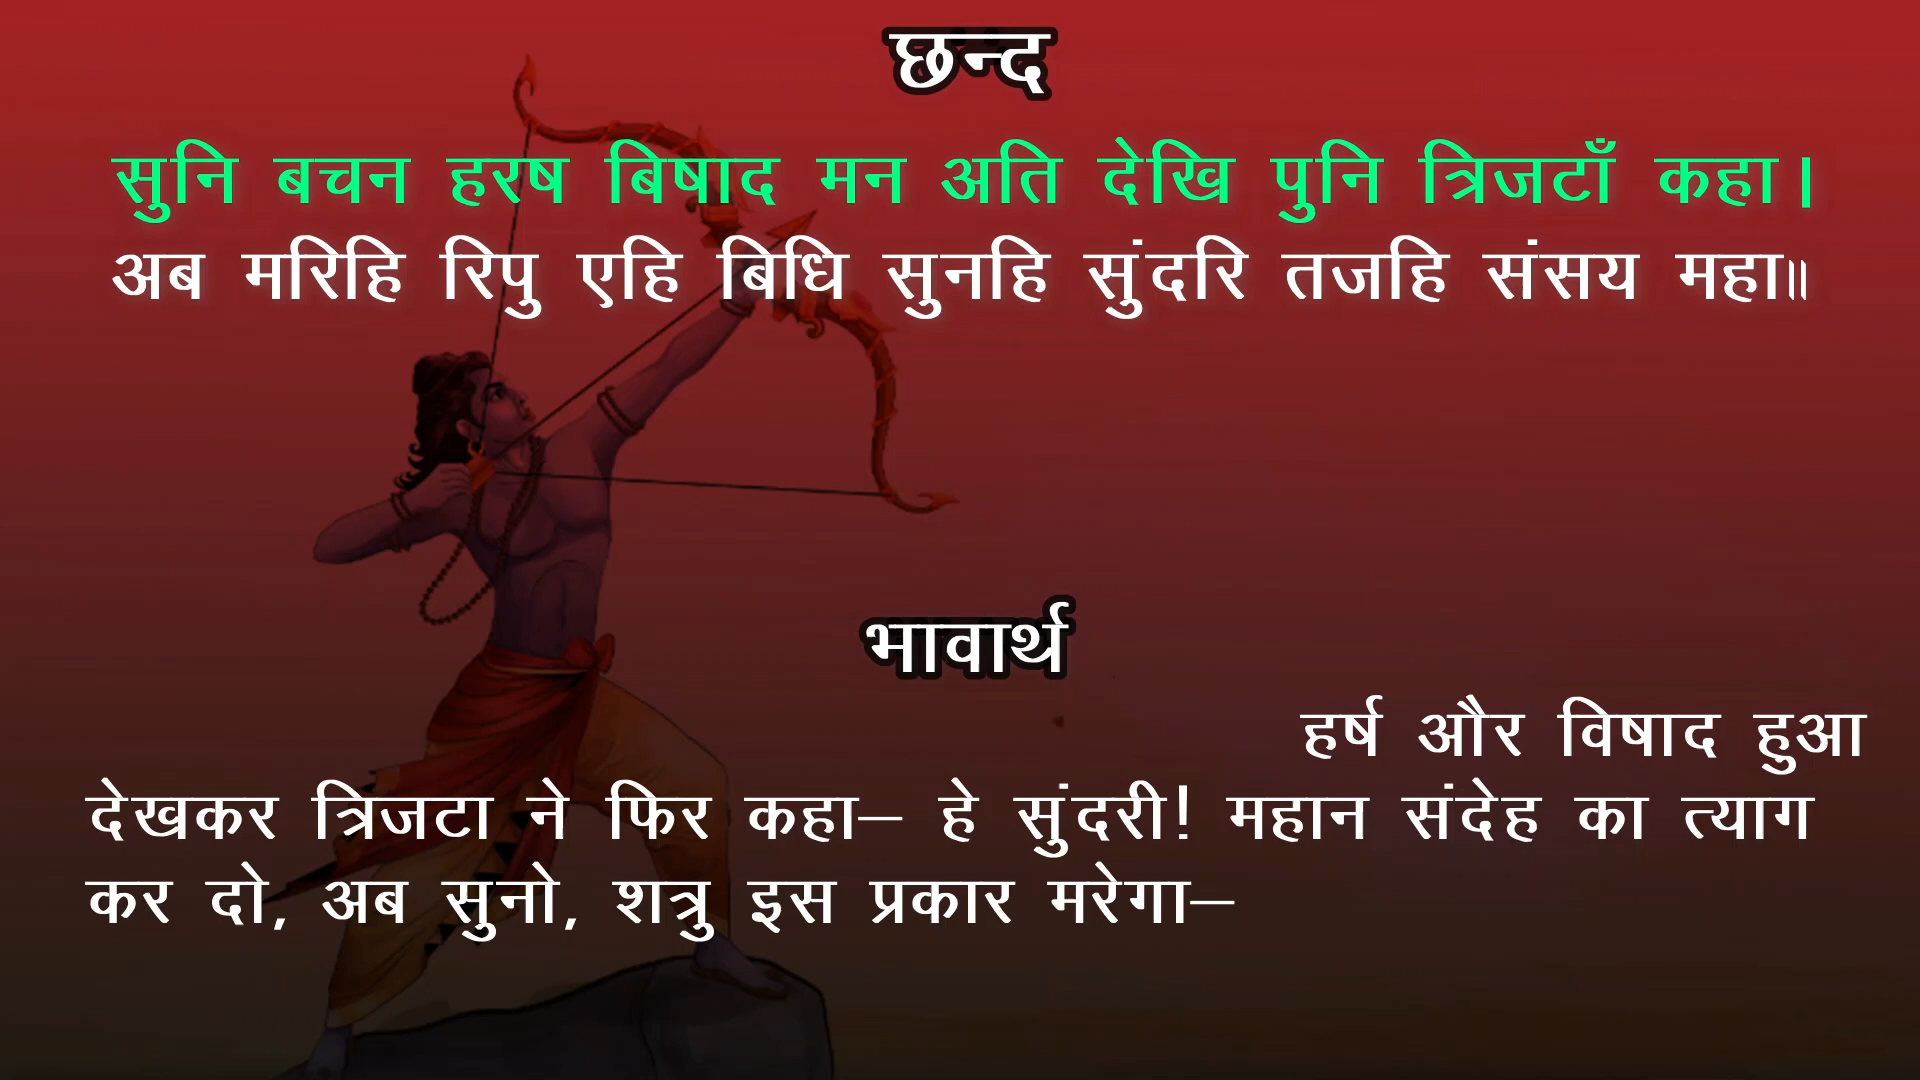 छन्द
सुनि बचन हरष बिषाद मन अति देखि पुनि त्रिजटाँ कहा।
अब मरिहि रिपु एहि बिधि सुनहि सुंदरि तजहि संसय महा॥
भावार्थ
हर्ष और विषाद हुआ
देखकर त्रिजटा ने फिर कहा— हे सुंदरी! महान संदेह का त्याग
कर दो, अब सुनो, शत्रु इस प्रकार मरेगा—